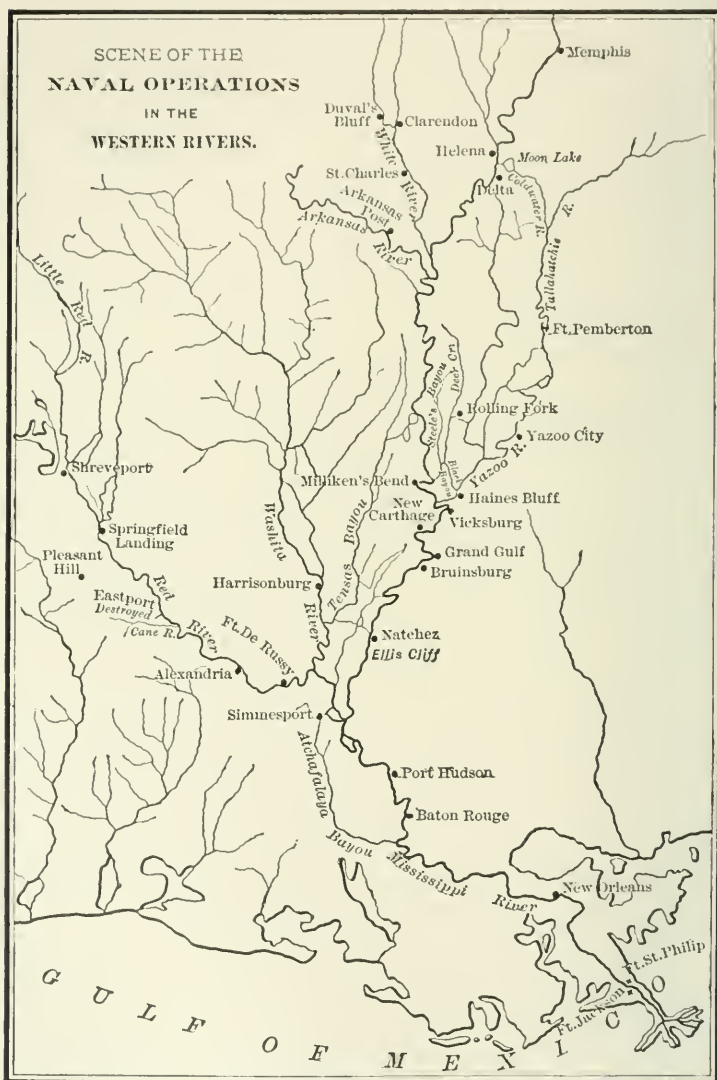 SCENE OF THE
NAVAL OPERATIONS
IN THE
WESTERN RIVERS.
Memphis
Duval's
Bluff
Clarendon
White
River
Helena
Moon Lake
St. Charles
Delta
Coldwater R.
Arkansas
Post
Arkansas
River
Tallahatchie R.
Little Red R.
Ft. Pemberton
Steele's Bayou
Deer Cr.
Rolling Fork
Yazoo City
Black
Bayou
Yazoo R.
Shreveport
Milliken's Bend
Haines Bluff
New
Carthage
Vicksburg
Springfield
Landing
Washita
River
Tensas Bayou
Grand Gulf
Bruinsburg
Pleasant
Hill
Harrisonburg
Eastport
Destroyed
Cane R.
Red
River
Ft. De Russy
Natchez
Ellis Cliff
Alexandria
Simmesport
Atchafalaya
Bayou
Port Hudson
Baton Rouge
Mississippi
River
New Orleans
Ft. St. Philip
Ft. Jackson
GULF OF MEXICO